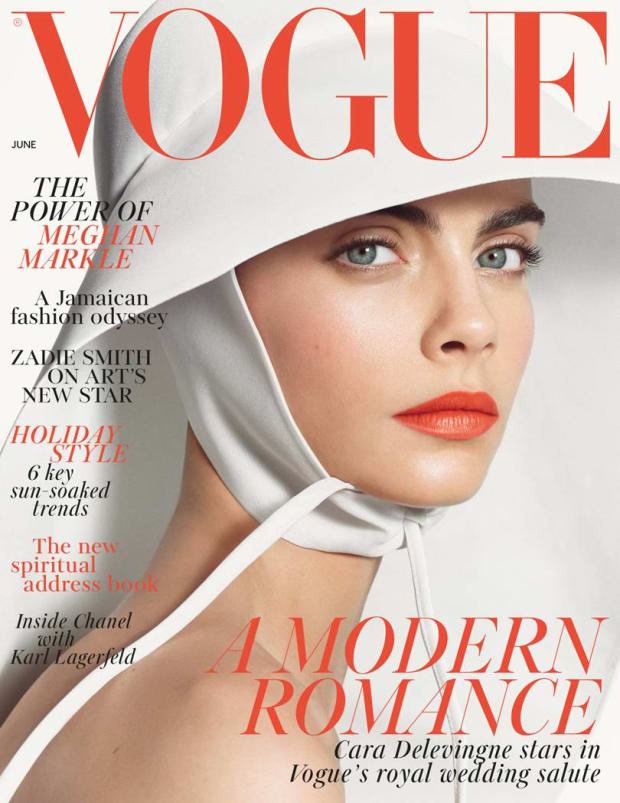 VOGUE
®
JUNE
THE
POWER OF
MEGHAN
MARKLE
A Jamaican
fashion odyssey
ZADIE SMITH
ON ART'S
NEW STAR
HOLIDAY
STYLE
6 key
sun-soaked
trends
The new
spiritual
address book
Inside Chanel
with
Karl Lagerfeld
A MODERN
ROMANCE
Cara Delevingne stars in
Vogue's royal wedding salute